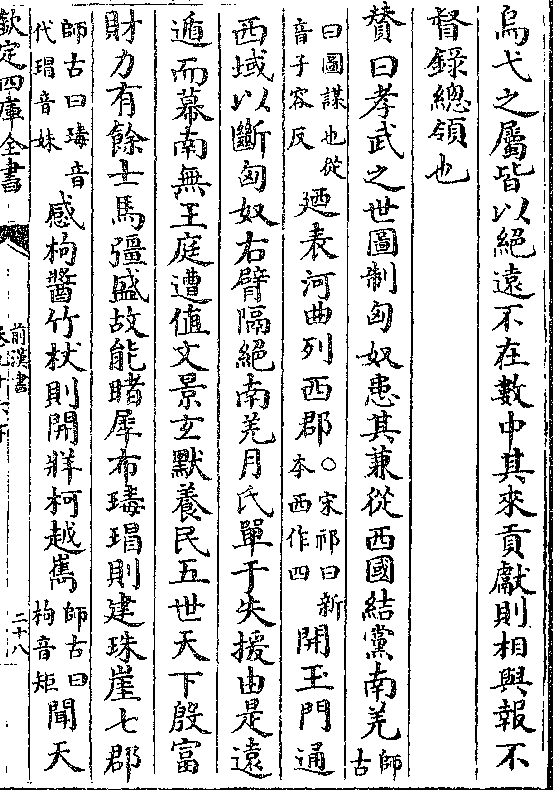 烏弋之屬皆以絕遠不在數中其來貢獻則相與報不
督錄總領也
贊曰孝武之世圖制匈奴患其兼從西國結黨南羌師古
曰圖謀也從音子容反廼表河曲列西郡○宋祁曰新本西作四開玉門通
西域以斷匈奴右臂隔絕南羌月氏單于失援由是遠
遁而幕南無王庭遭值文景玄默養民五世天下殷富
財力有餘士馬彊盛故能睹犀布瑇瑁則建珠崖七郡
師古曰瑇音代瑁音妹感枸醬竹杖則開牂柯越巂師古曰枸音矩聞天
欽定四庫全書
前漢書
二十八